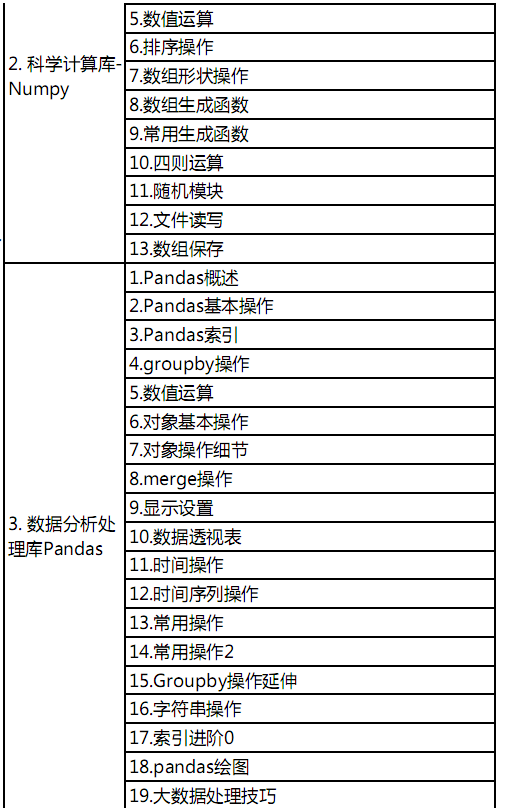 2. 科学计算库-
Numpy
5.数值运算
6.排序操作
7.数组形状操作
8.数组生成函数
9.常用生成函数
10.四则运算
11.随机模块
12.文件读写
13.数组保存
3. 数据分析处
理库Pandas
1.Pandas概述
2.Pandas基本操作
3.Pandas索引
4.groupby操作
5.数值运算
6.对象基本操作
7.对象操作细节
8.merge操作
9.显示设置
10.数据透视表
11.时间操作
12.时间序列操作
13.常用操作
14.常用操作2
15.Groupby操作延伸
16.字符串操作
17.索引进阶0
18.pandas绘图
19.大数据处理技巧